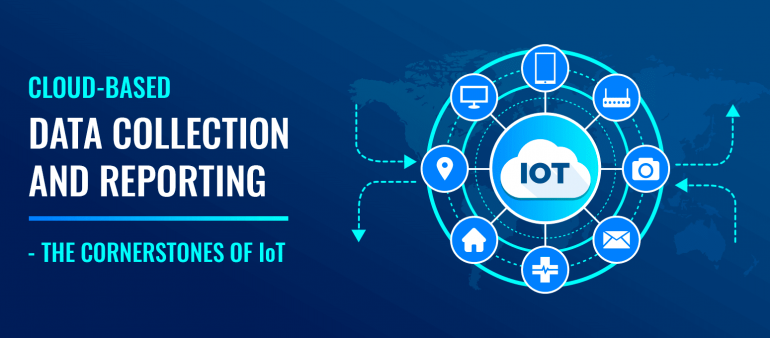 CLOUD-BASED
DATA COLLECTION
AND REPORTING
- THE CORNERSTONES OF IoT
IOT